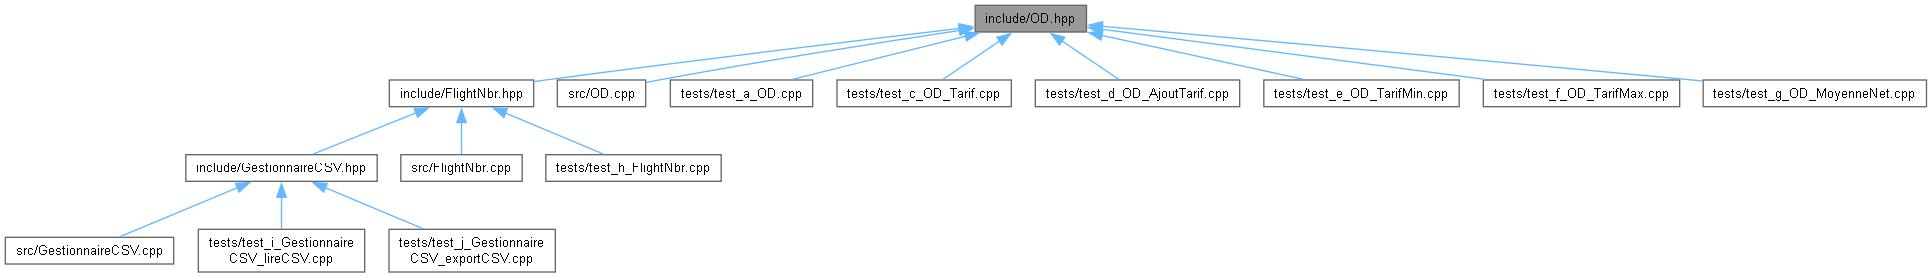 include/OD.hpp
include/FlightNbr.hpp
src/OD.cpp
tests/test_a_OD.cpp
tests/test_c_OD_Tarif.cpp
tests/test_d_OD_AjoutTarif.cpp
tests/test_e_OD_TarifMin.cpp
tests/test_f_OD_TarifMax.cpp
tests/test_g_OD_MoyenneNet.cpp
include/GestionnaireCSV.hpp
src/FlightNbr.cpp
tests/test_h_FlightNbr.cpp
src/GestionnaireCSV.cpp
tests/test_i_Gestionnaire
CSV_lireCSV.cpp
tests/test_j_Gestionnaire
CSV_exportCSV.cpp